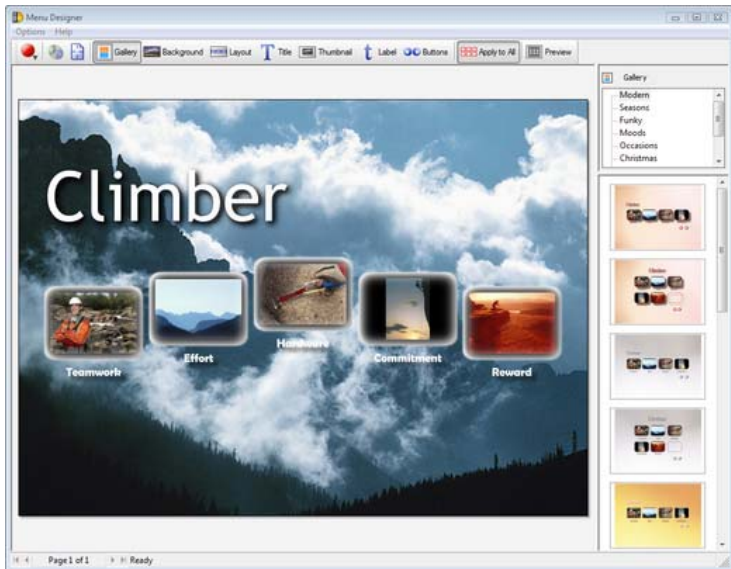 Menu Designer
Options Help
Gallery Background Layout Title Thumbnail Label Buttons Apply to All Preview
Gallery
Modern
Seasons
Funky
Moods
Occasions
Christmas
Climber
Hardware
Effort Commitment
Teamwork Reward
Page 1 of 1 Ready